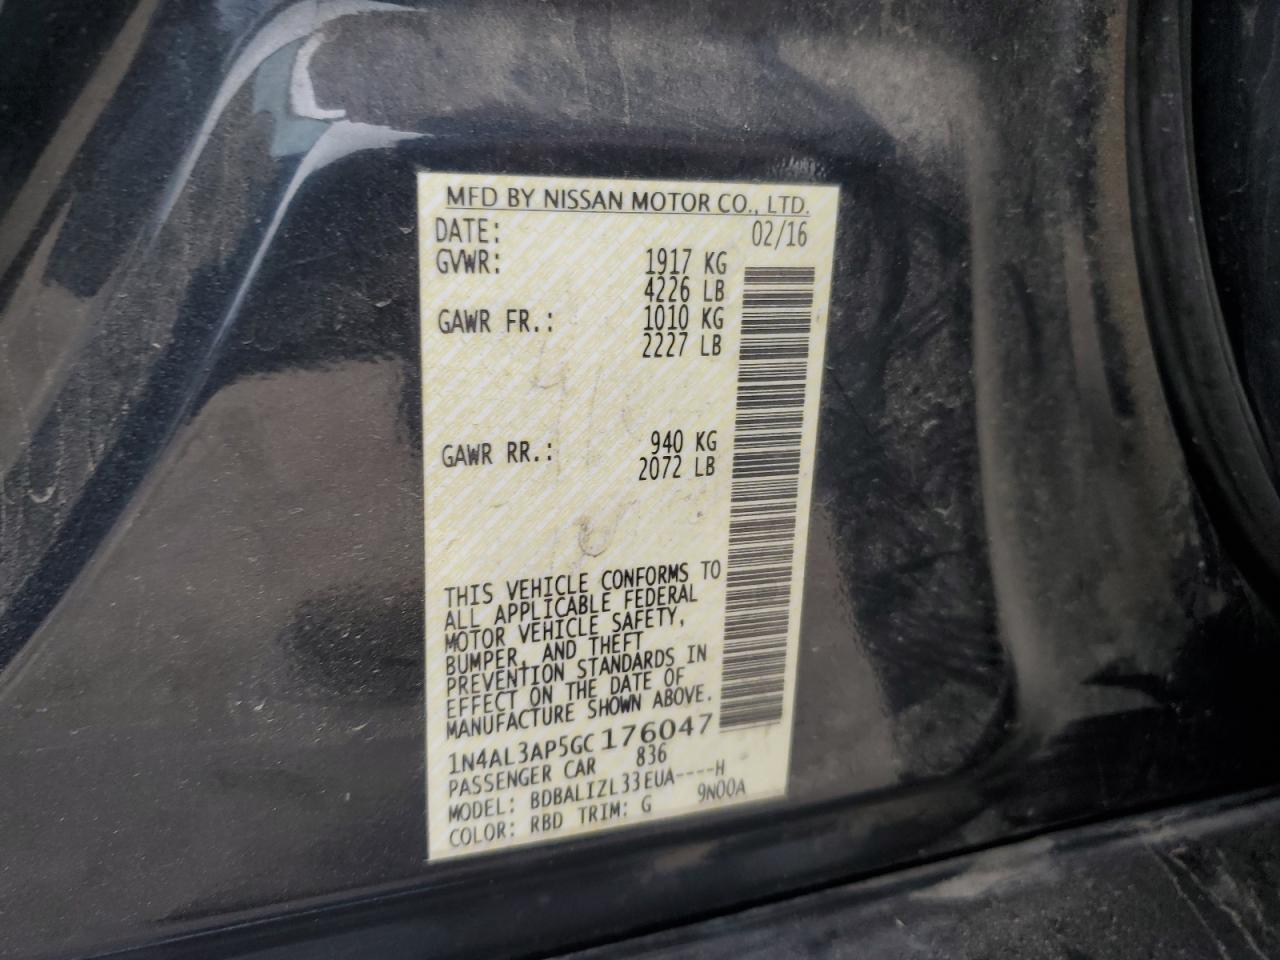 MFD BY NISSAN MOTOR CO., LTD.
DATE: 02/16
GVWR: 1917 KG
4226 LB
GAWR FR.: 1010 KG
2227 LB
GAWR RR.: 940 KG
2072 LB
THIS VEHICLE CONFORMS TO
ALL APPLICABLE FEDERAL
MOTOR VEHICLE SAFETY,
BUMPER, AND THEFT
PREVENTION STANDARDS IN
EFFECT ON THE DATE OF
MANUFACTURE SHOWN ABOVE.
1N4AL3AP5GC176047
PASSENGER CAR 836
MODEL: BDBALIZL33EUA----H
COLOR: RBD TRIM: G 9N00A